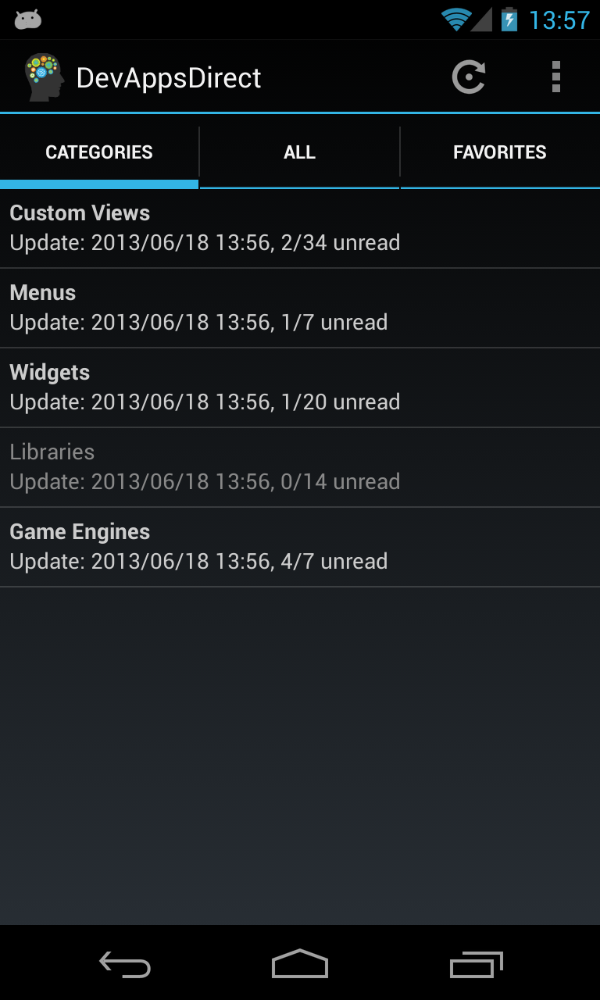 13:57
DevAppsDirect
CATEGORIES
ALL
FAVORITES
Custom Views
Update: 2013/06/18 13:56, 2/34 unread
Menus
Update: 2013/06/18 13:56, 1/7 unread
Widgets
Update: 2013/06/18 13:56, 1/20 unread
Libraries
Update: 2013/06/18 13:56, 0/14 unread
Game Engines
Update: 2013/06/18 13:56, 4/7 unread